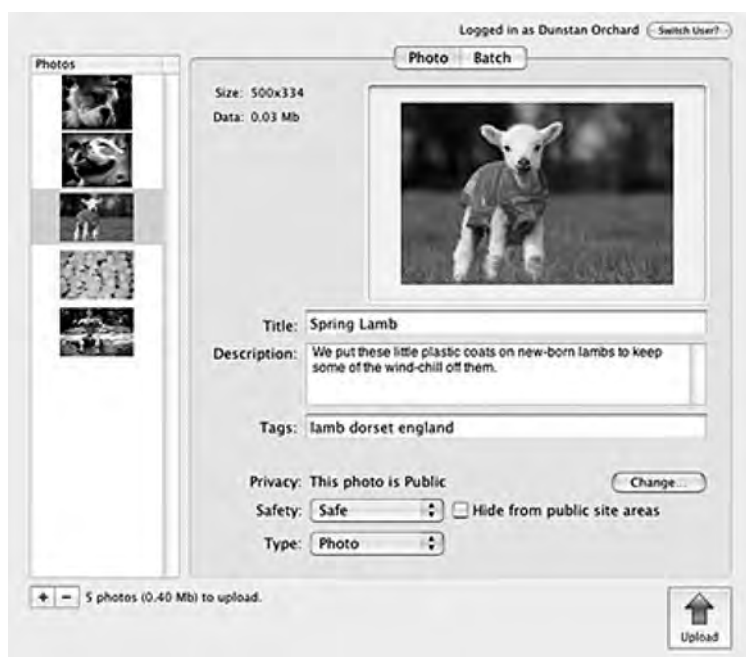 Logged in as Dunstan Orchard Switch User?
Photos
Photo Batch
Size: 500x334
Data: 0.03 Mb
Title: Spring Lamb
Description: We put these little plastic coats on new-born lambs to keep
some of the wind-chill off them.
Tags: lamb dorset england
Privacy: This photo is Public Change...
Safety: Safe Hide from public site areas
Type: Photo
+ − 5 photos (0.40 Mb) to upload.
Upload